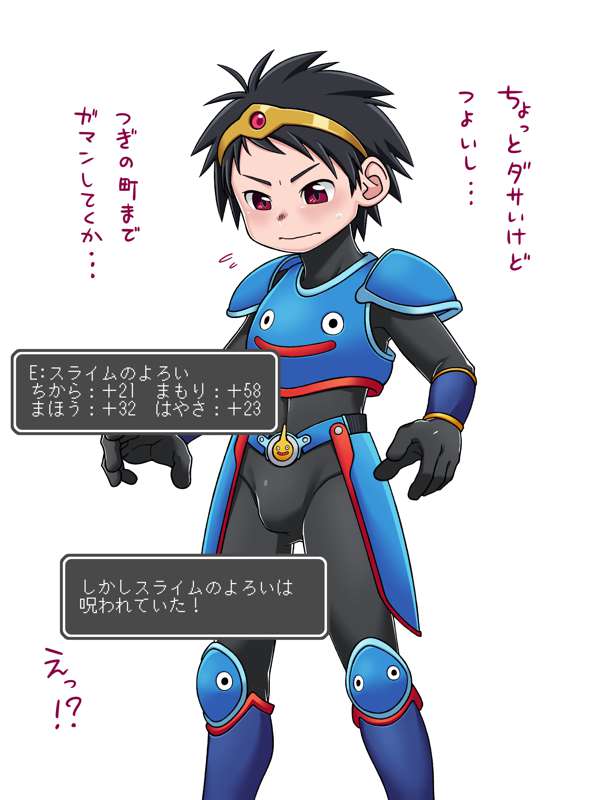 ちょっとダサいけど
つよいし･･･
つぎの町まで
ガマンしてくか･･･
E:スライムのよろい
ちから：＋21　まもり：＋58
まほう：＋32　はやさ：＋23
しかしスライムのよろいは
呪われていた！
えっ!?